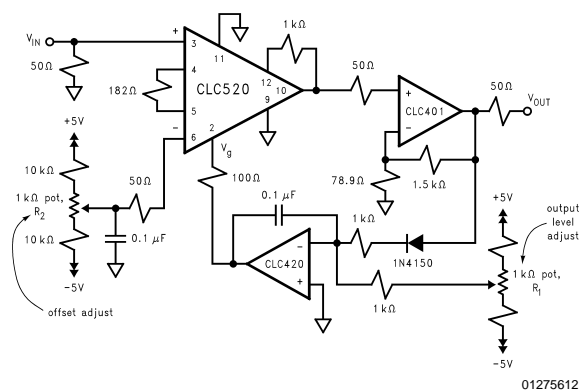 V_IN
50Ω
+
3
11
4
182Ω
5
CLC520
12
10
9
1 kΩ
-
6
2
V_g
50Ω
+
CLC401
-
50Ω
V_OUT
78.9Ω
1.5 kΩ
+5V
10 kΩ
1 kΩ pot,
R_2
10 kΩ
-5V
50Ω
0.1 μF
offset adjust
100Ω
0.1 μF
CLC420
-
+
1 kΩ
1N4150
1 kΩ
+5V
output
level
adjust
1 kΩ pot,
R_1
-5V
01275612